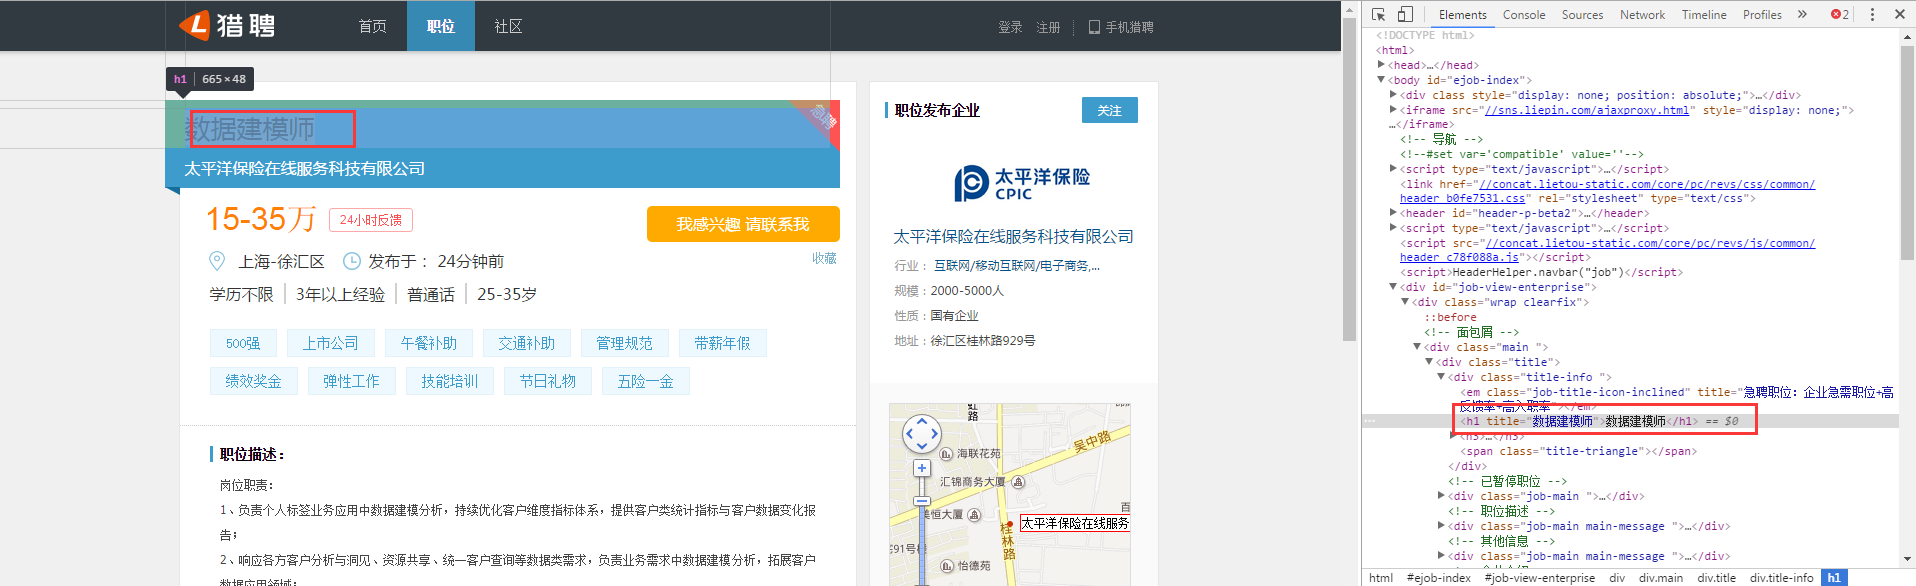 猎聘
首页
职位
社区
登录
注册
手机猎聘
h1 665×48
数据建模师
急聘
太平洋保险在线服务科技有限公司
15-35万
24小时反馈
我感兴趣 请联系我
上海-徐汇区
发布于： 24分钟前
收藏
学历不限
3年以上经验
普通话
25-35岁
500强
上市公司
午餐补助
交通补助
管理规范
带薪年假
绩效奖金
弹性工作
技能培训
节日礼物
五险一金
职位描述：
岗位职责：
1、负责个人标签业务应用中数据建模分析，持续优化客户维度指标体系，提供客户类统计指标与客户数据变化报
告；
2、响应各方客户分析与洞见、资源共享、统一客户查询等数据类需求，负责业务需求中数据建模分析，拓展客户
数据应用领域；
职位发布企业
关注
太平洋保险
CPIC
太平洋保险在线服务科技有限公司
行业：互联网/移动互联网/电子商务,...
规模：2000-5000人
性质：国有企业
地址：徐汇区桂林路929号
虹
路
吴中路
海联花苑
汇锦商务大厦
恒大厦
百
太平洋保险在线服务
桂
林
路
91号
怡德苑
Elements
Console
Sources
Network
Timeline
Profiles
»
2
<!DOCTYPE html>
<html>
<head>…</head>
<body id="ejob-index">
<div class style="display: none; position: absolute;">…</div>
<iframe src="//sns.liepin.com/ajaxproxy.html" style="display: none;">
…</iframe>
<!-- 导航 -->
<!--#set var='compatible' value=''-->
<script type="text/javascript">…</script>
<link href="//concat.lietou-static.com/core/pc/revs/css/common/
header_b0fe7531.css" rel="stylesheet" type="text/css">
<header id="header-p-beta2">…</header>
<script type="text/javascript">…</script>
<script src="//concat.lietou-static.com/core/pc/revs/js/common/
header_c78f088a.js"></script>
<script>HeaderHelper.navbar("job")</script>
<div id="job-view-enterprise">
<div class="wrap clearfix">
::before
<!-- 面包屑 -->
<div class="main ">
<div class="title">
<div class="title-info ">
<em class="job-title-icon-inclined" title="急聘职位：企业急需职位+高
反馈率+高入职率"></em>
<h1 title="数据建模师">数据建模师</h1> == $0
<h3>…</h3>
<span class="title-triangle"></span>
</div>
<!-- 已暂停职位 -->
<div class="job-main ">…</div>
<!-- 职位描述 -->
<div class="job-main main-message ">…</div>
<!-- 其他信息 -->
<div class="job-main main-message ">…</div>
html #ejob-index #job-view-enterprise div div.main div.title div.title-info h1